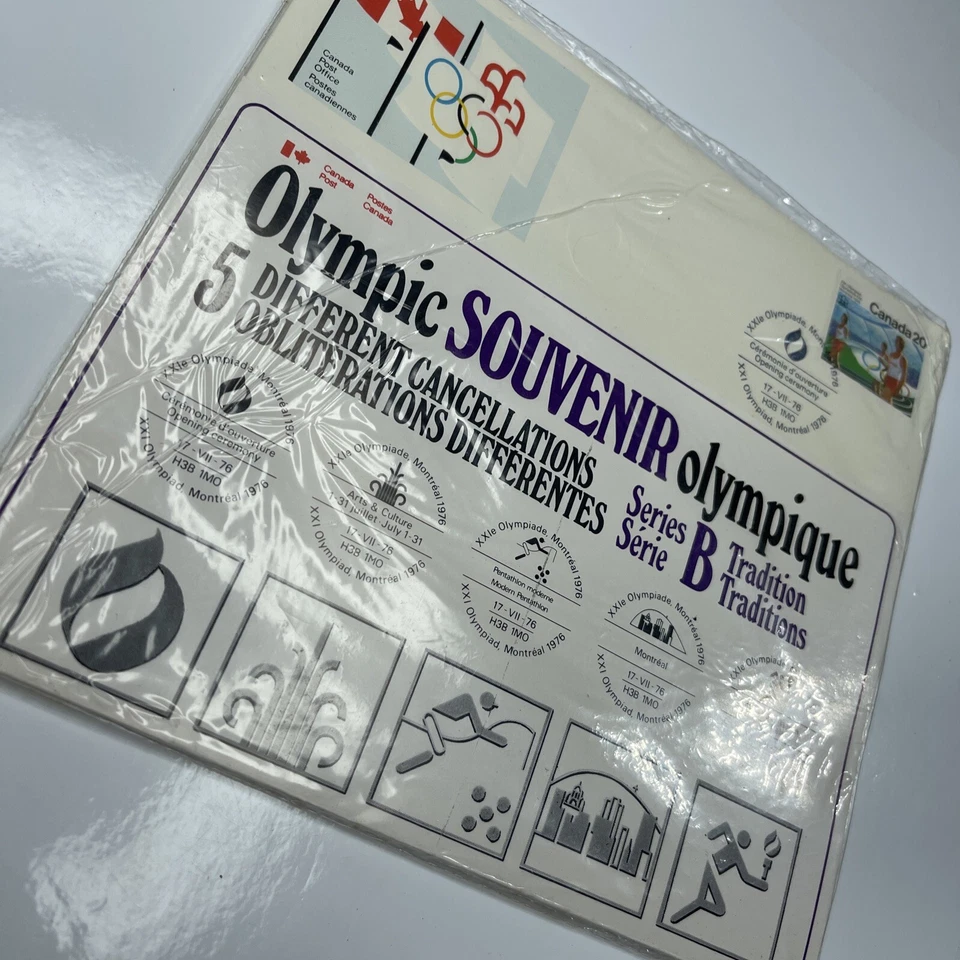 Canada
Post
Office
Postes
Canadiennes
Canada
Post
Postes
Canada
Olympic SOUVENIR olympique
5 DIFFERENT CANCELLATIONS
OBLITÉRATIONS DIFFÉRENTES
Series
Série
B
Tradition
Traditions
Canada 20
XXIe Olympiade, Mon
1976
Cérémonie d'ouverture
Opening ceremony
17-VII-76
H3B 1M0
XXI Olympiad, Montréal 1976
XXIe Olympiade, Montréal 1976
Cérémonie d'ouverture
Opening ceremony
17-VII-76
H3B 1M0
XXI Olympiad, Montréal 1976
XXIe Olympiade, Montréal 1976
Arts & Culture
1-31 juillet · July 1-31
17-VII-76
H3B 1M0
XXI Olympiad, Montréal 1976
XXIe Olympiade, Montréal 1976
Pentathlon moderne
Modern Pentathlon
17-VII-76
H3B 1M0
XXI Olympiad, Montréal 1976
XXIe Olympiade, Montréal 1976
Montréal
17-VII-76
H3B 1M0
XXI Olympiad, Montréal 1976
XXIe Olympiade